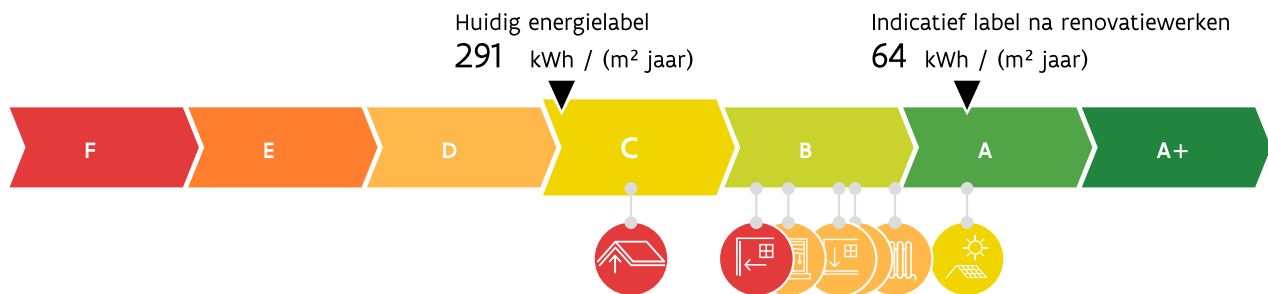 Huidig energielabel
291 kWh / (m² jaar)
Indicatief label na renovatiewerken
64 kWh / (m² jaar)
F E D C B A A+